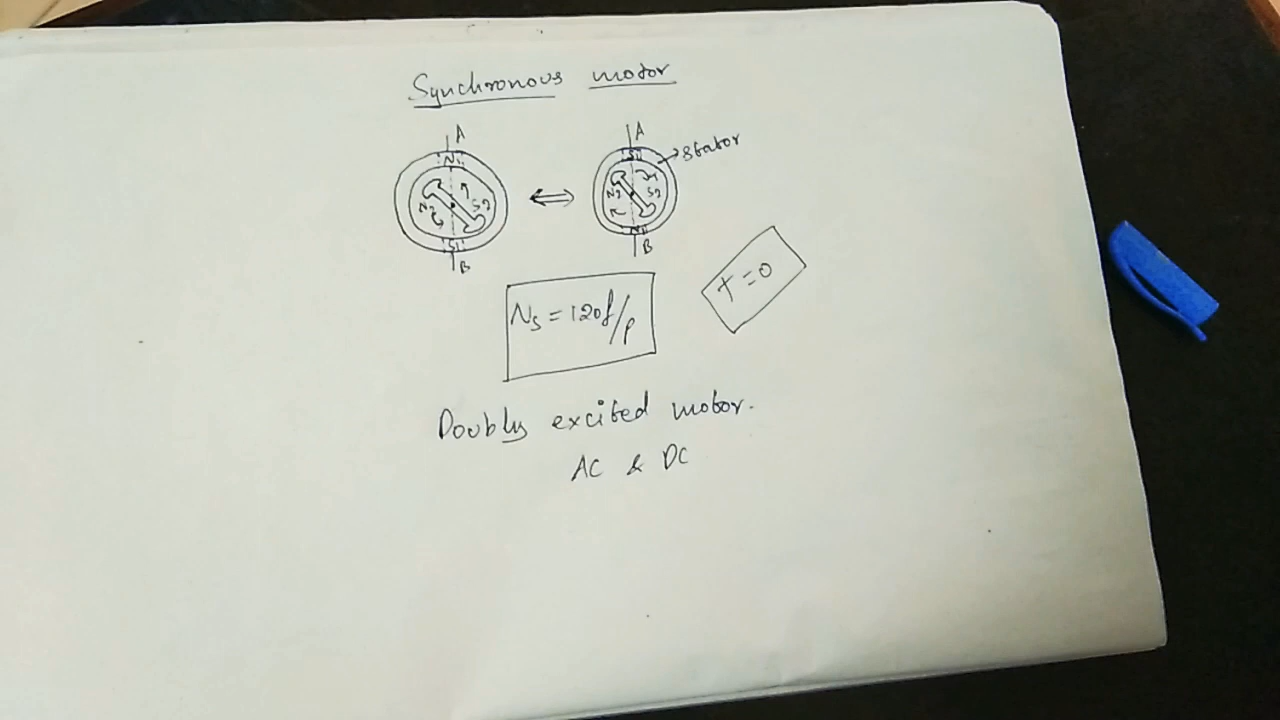 Synchronous motor
A A
N1 S1 → stator
N2 S2 N2 S2
S1 N1
B B
Ns = 120f/p
T = 0
Doubly excited motor.
AC & DC